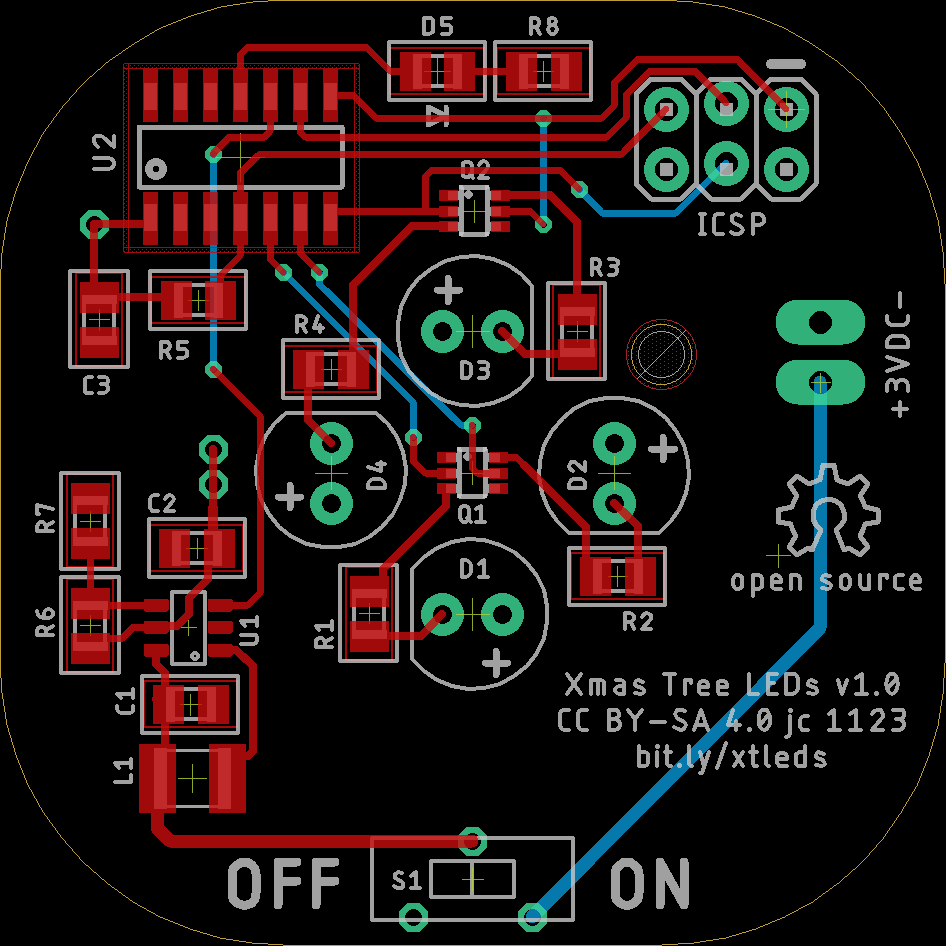 D5
R8
U2
Q2
ICSP
R3
+3VDC-
R4
R5
D3
C3
D4
D2
C2
R7
Q1
D1
open source
R6
U1
R1
R2
C1
Xmas Tree LEDs v1.0
CC BY-SA 4.0 jc 1123
bit.ly/xtleds
L1
OFF
S1
ON